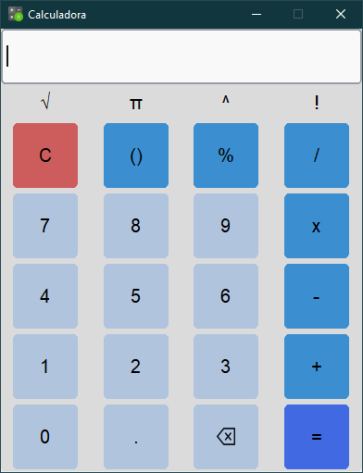 Calculadora
√ π ^ !
C () % /
7 8 9 x
4 5 6 -
1 2 3 +
0 . =